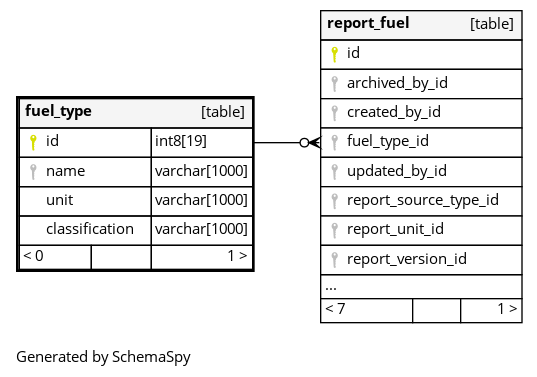 fuel_type [table]
id int8[19]
name varchar[1000]
unit varchar[1000]
classification varchar[1000]
< 0 1 >
report_fuel [table]
id
archived_by_id
created_by_id
fuel_type_id
updated_by_id
report_source_type_id
report_unit_id
report_version_id
...
< 7 1 >
Generated by SchemaSpy